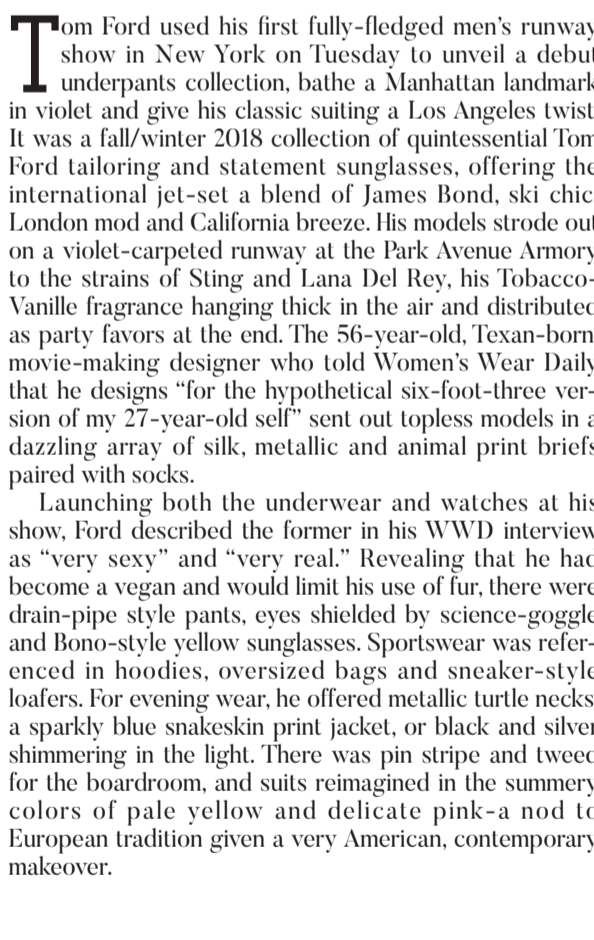 Tom Ford used his first fully-fledged men's runway
show in New York on Tuesday to unveil a debut
underpants collection, bathe a Manhattan landmark
in violet and give his classic suiting a Los Angeles twist
It was a fall/winter 2018 collection of quintessential Tom
Ford tailoring and statement sunglasses, offering the
international jet-set a blend of James Bond, ski chic
London mod and California breeze. His models strode out
on a violet-carpeted runway at the Park Avenue Armory
to the strains of Sting and Lana Del Rey, his Tobacco-
Vanille fragrance hanging thick in the air and distributed
as party favors at the end. The 56-year-old, Texan-born
movie-making designer who told Women's Wear Daily
that he designs “for the hypothetical six-foot-three ver-
sion of my 27-year-old self” sent out topless models in a
dazzling array of silk, metallic and animal print briefs
paired with socks.
Launching both the underwear and watches at his
show, Ford described the former in his WWD interview
as “very sexy” and “very real.” Revealing that he had
become a vegan and would limit his use of fur, there were
drain-pipe style pants, eyes shielded by science-goggle
and Bono-style yellow sunglasses. Sportswear was refer-
enced in hoodies, oversized bags and sneaker-style
loafers. For evening wear, he offered metallic turtle necks
a sparkly blue snakeskin print jacket, or black and silver
shimmering in the light. There was pin stripe and tweed
for the boardroom, and suits reimagined in the summery
colors of pale yellow and delicate pink-a nod to
European tradition given a very American, contemporary
makeover.